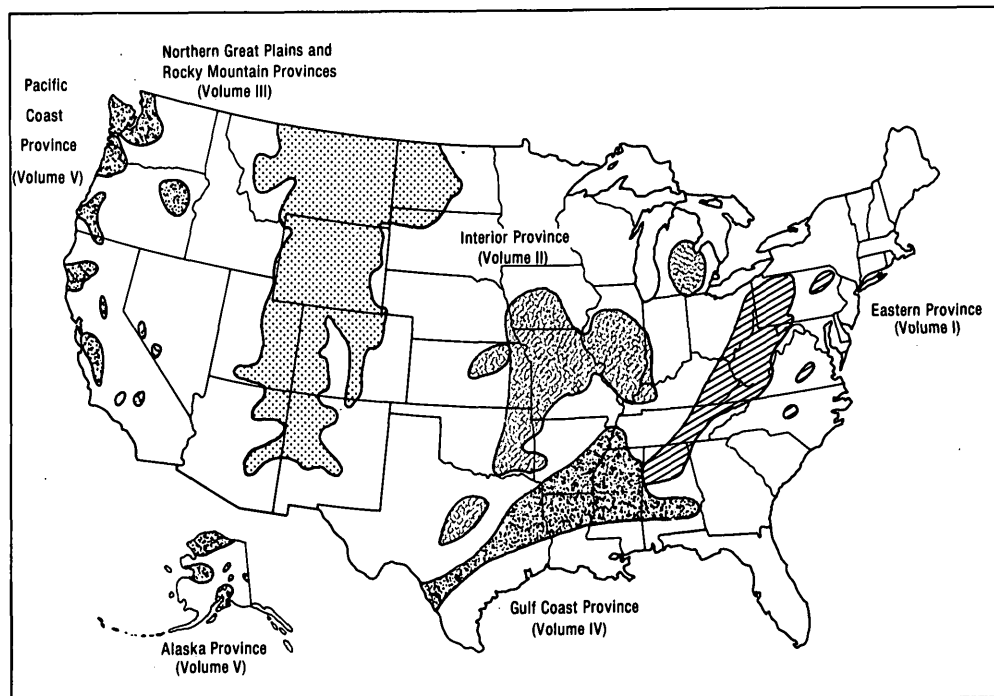 Northern Great Plains and
Rocky Mountain Provinces
(Volume III)
Pacific
Coast
Province
(Volume V)
Interior Province
(Volume II)
Eastern Province
(Volume I)
Gulf Coast Province
(Volume IV)
Alaska Province
(Volume V)